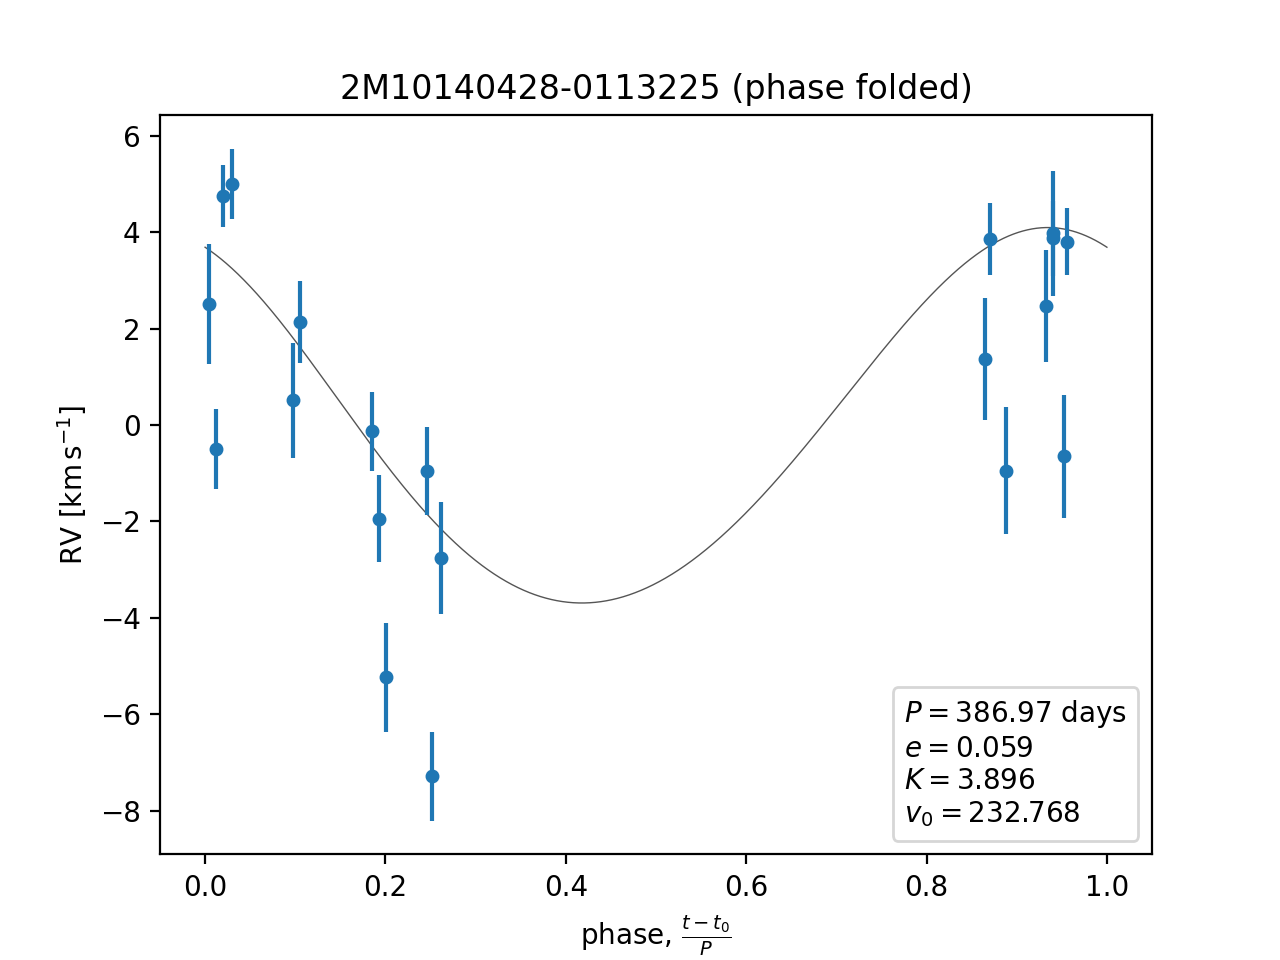 2M10140428-0113225 (phase folded)
6
4
2
0
−2
−4
−6
−8
RV [km s⁻¹]
0.0 0.2 0.4 0.6 0.8 1.0
phase, (t − t₀)/P
P = 386.97 days
e = 0.059
K = 3.896
v₀ = 232.768